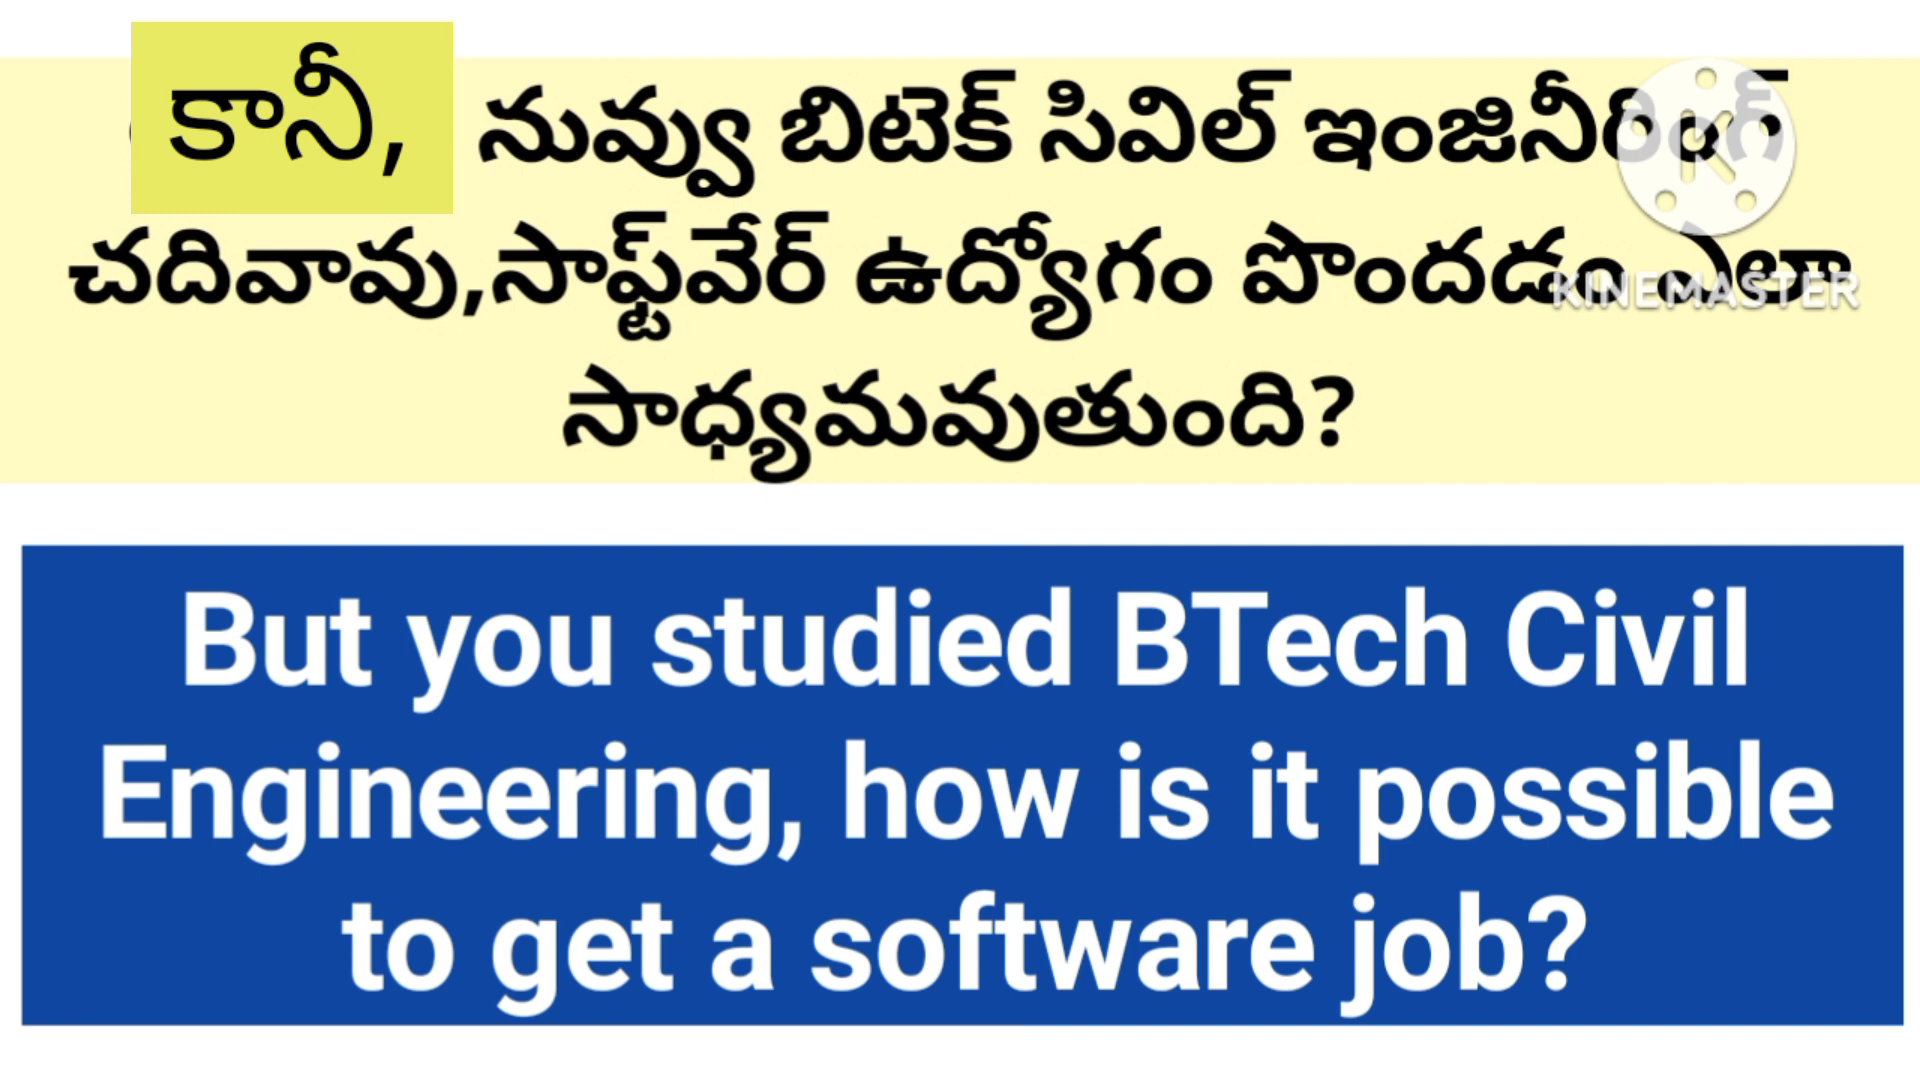 కానీ, నువ్వు బిటెక్ సివిల్ ఇంజినీరింగ్
చదివావు,సాఫ్ట్‌వేర్ ఉద్యోగం పొందడం ఎలా
KINEMASTER
సాధ్యమవుతుంది?
But you studied BTech Civil
Engineering, how is it possible
to get a software job?